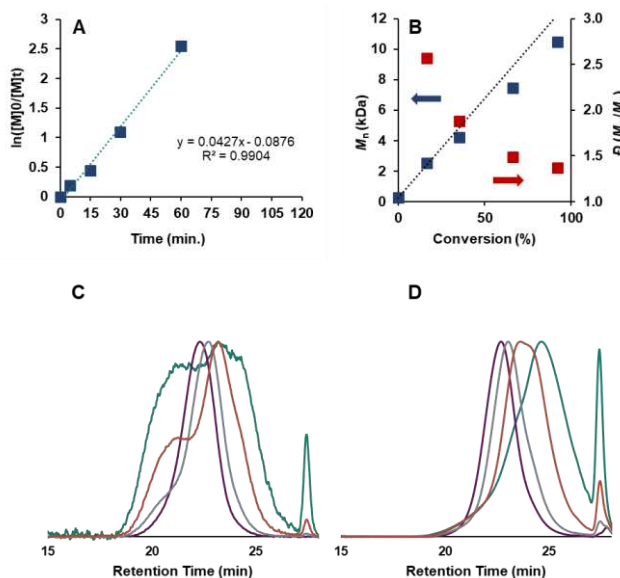 A
ln([M]0/[M]t)
3
2.5
2
1.5
1
0.5
0
y = 0.0427x - 0.0876
R² = 0.9904
0 15 30 45 60 75 90 105 120
Time (min.)
B
Mn (kDa)
12
10
8
6
4
2
0
3.0
2.5
2.0
1.5
1.0
0 50 100
Conversion (%)
C
15 20 25
Retention Time (min)
D
15 20 25
Retention Time (min)